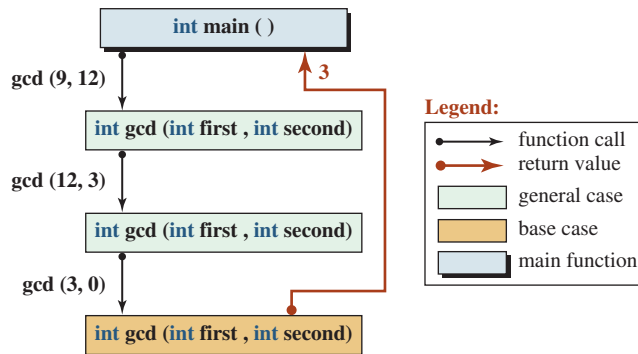 int main ( )
gcd (9, 12)
3
int gcd (int first , int second)
gcd (12, 3)
int gcd (int first , int second)
gcd (3, 0)
int gcd (int first , int second)
Legend:
function call
return value
general case
base case
main function